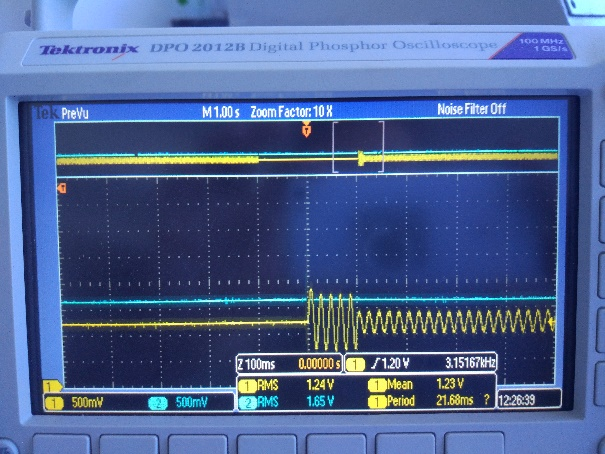 Tektronix DPO 2012B Digital Phosphor Oscilloscope 100 MHz
1 GS/s
Tek PreVu M 1.00 s Zoom Factor: 10 X Noise Filter Off
T
Z 100ms 0.00000 s 1 1.20 V 3.15167kHz
1 RMS 1.24 V 1 Mean 1.23 V
1 500mV 2 500mV 2 RMS 1.65 V 1 Period 21.68ms ? 12:26:39